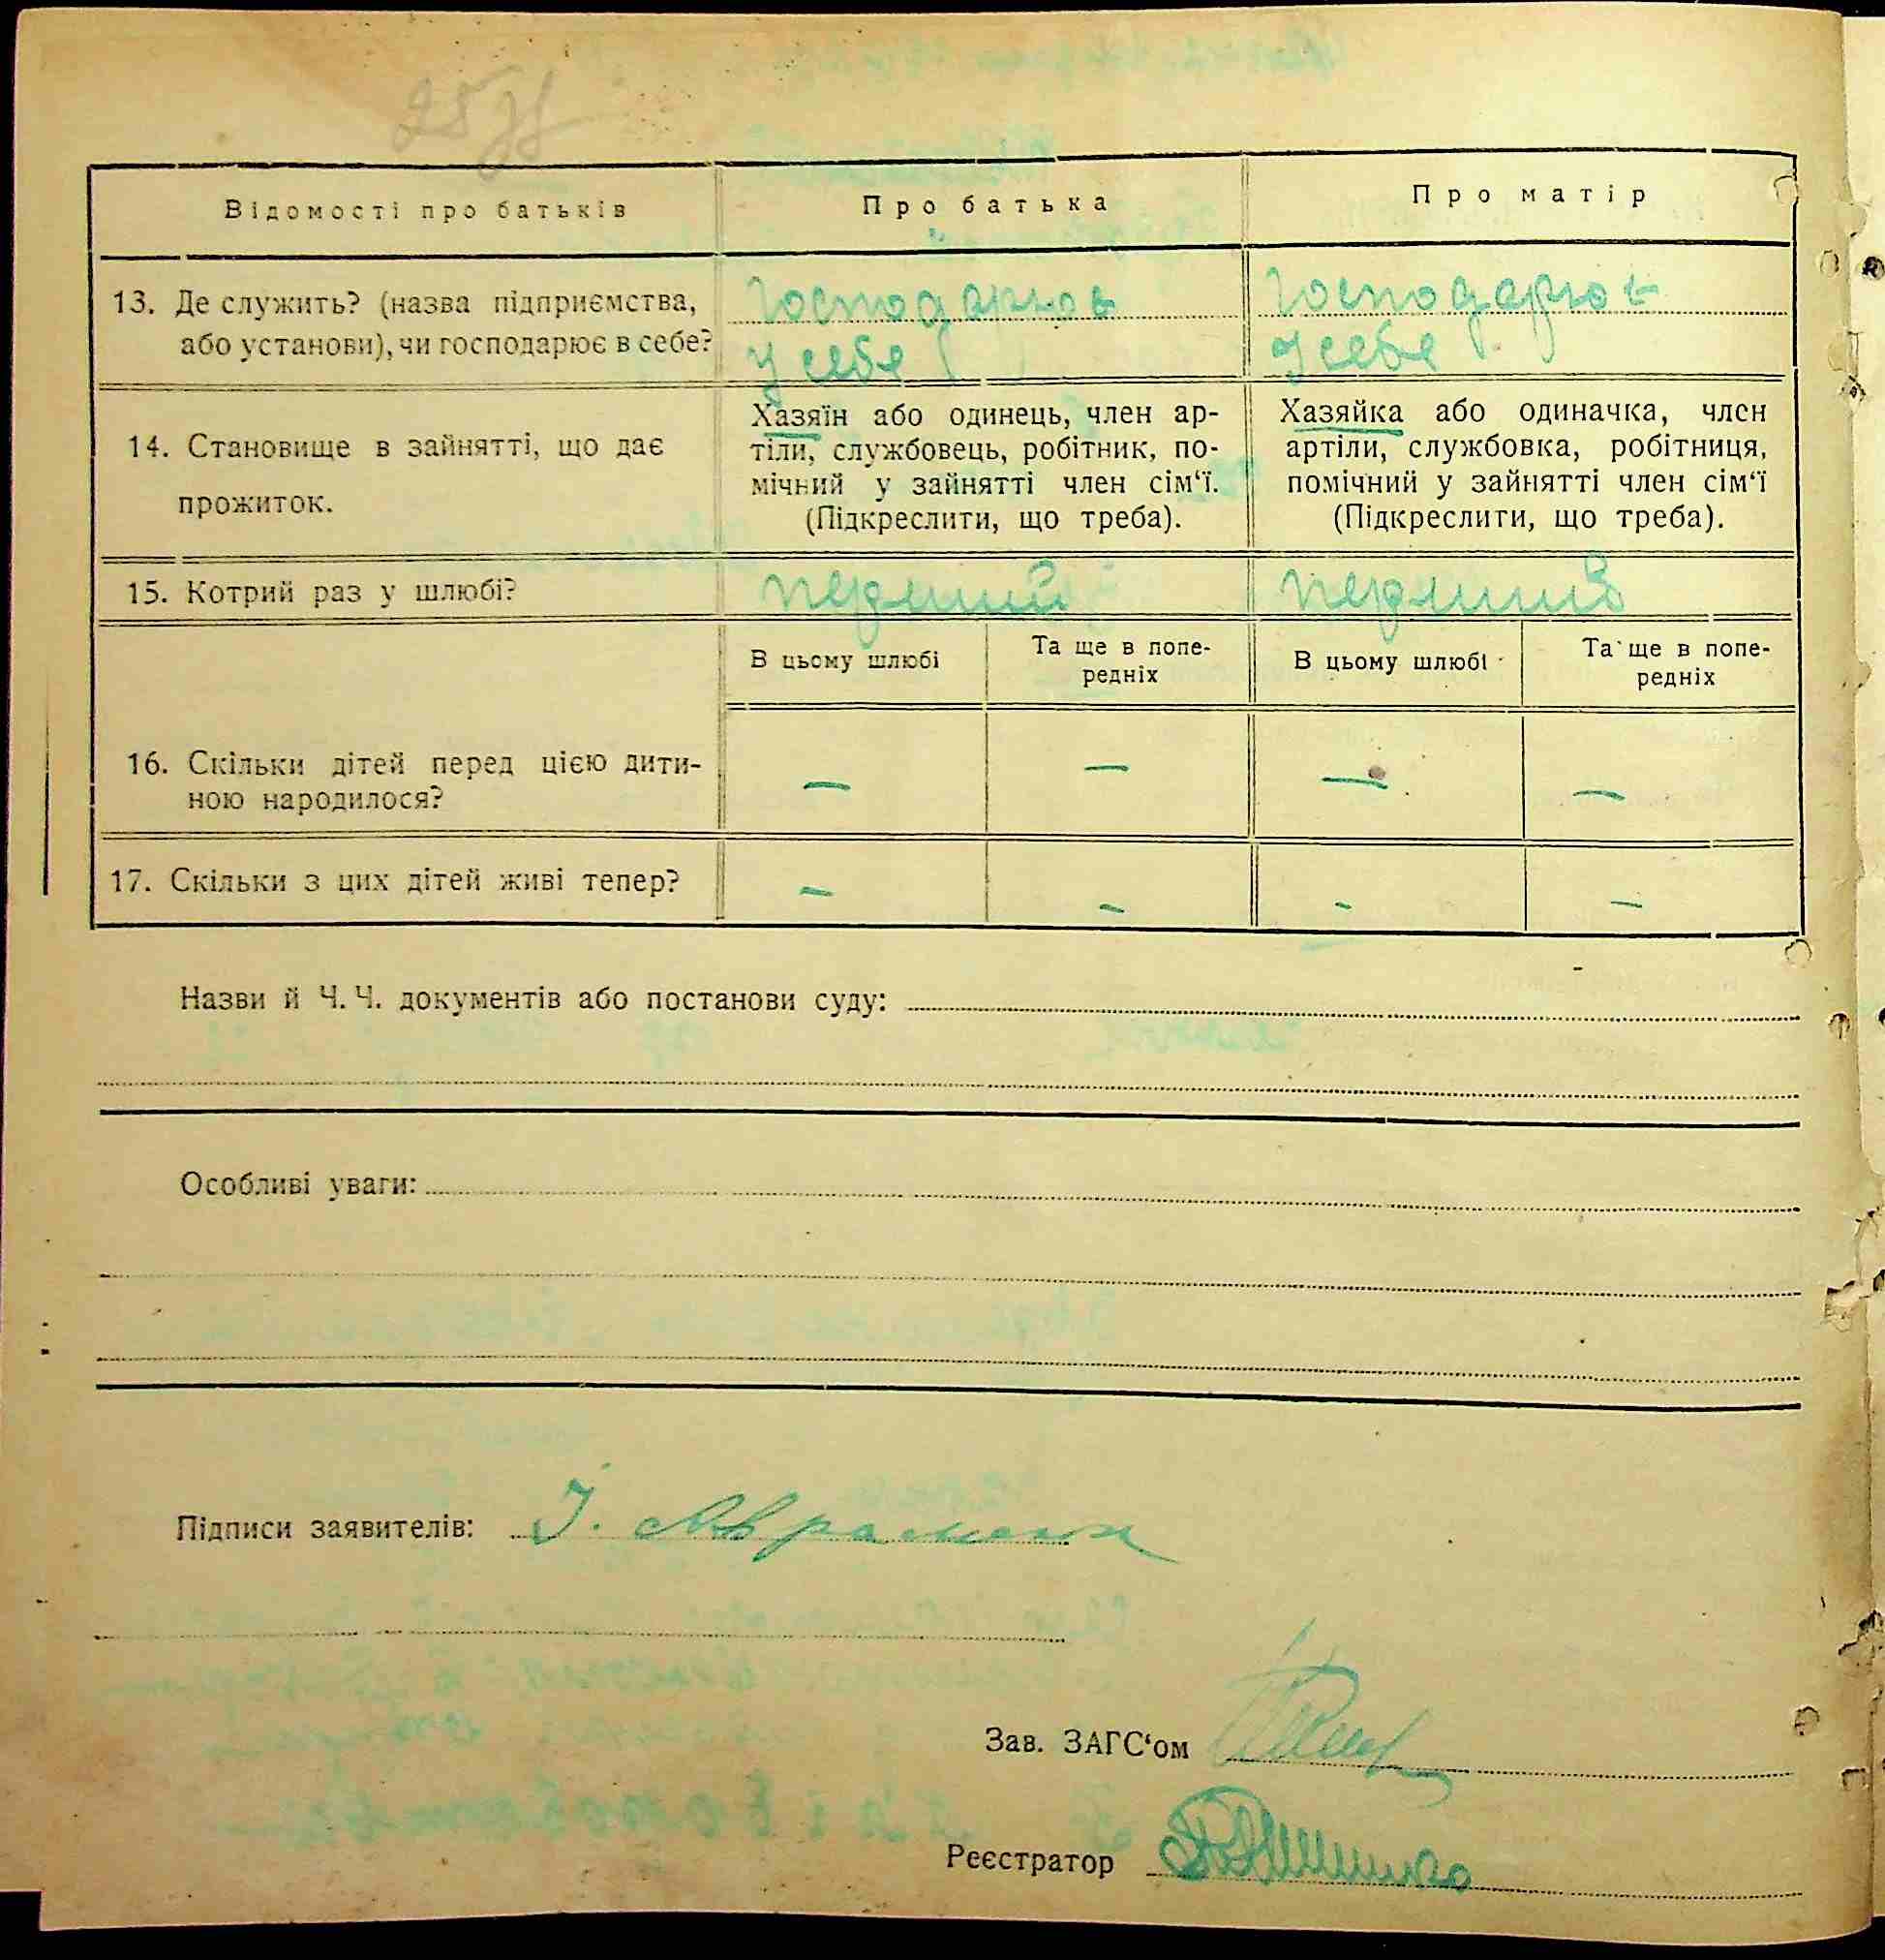 Відомості про батьків
Про батька
Про матір
13. Де служить? (назва підприємства,
або установи), чи господарює в себе?
господарює
у себе
господарює
у себе
14. Становище в зайнятті, що дає
прожиток.
Хазяїн або одинець, член ар-
тіли, службовець, робітник, по-
мічний у зайнятті член сім‘ї.
(Підкреслити, що треба).
Хазяйка або одиначка, член
артіли, службовка, робітниця,
помічний у зайнятті член сім‘ї
(Підкреслити, що треба).
15. Котрий раз у шлюбі?
перший
перший
В цьому шлюбі
Та ще в попе-
редніх
В цьому шлюбі
Та ще в попе-
редніх
16. Скільки дітей перед цією дити-
ною народилося?
— — — —
17. Скільки з цих дітей живі тепер?
— — — —
Назви й Ч. Ч. документів або постанови суду:
Особливі уваги:
Підписи заявителів: І. Авраменк
Зав. ЗАГС‘ом
Реєстратор